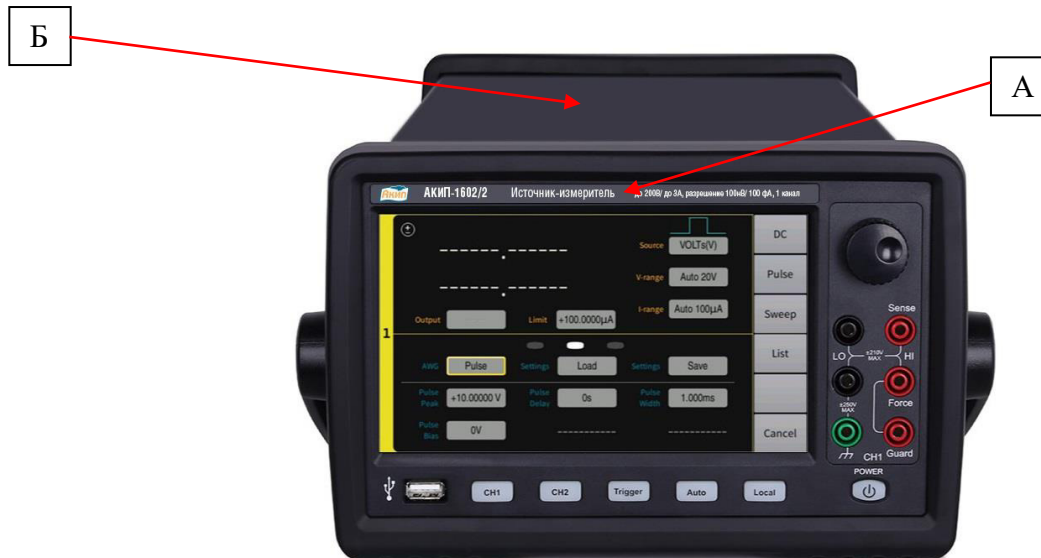 Б
А
АКИП АКИП-1602/2 Источник-измеритель до 200В/ до 3А, разрешение 100нВ/ 100 фА, 1 канал
DC
Source VOLTs(V)
Pulse
V-range Auto 20V
I-range Auto 100µA
Sweep
Output Limit +100.0000µA
1
List
AWG Pulse Settings Load Settings Save
Pulse Peak +10.00000 V Pulse Delay 0s Pulse Width 1.000ms
Pulse Bias 0V
Cancel
Sense
LO ±210V MAX HI
±250V MAX
Force
CH1 Guard
POWER
CH1 CH2 Trigger Auto Local